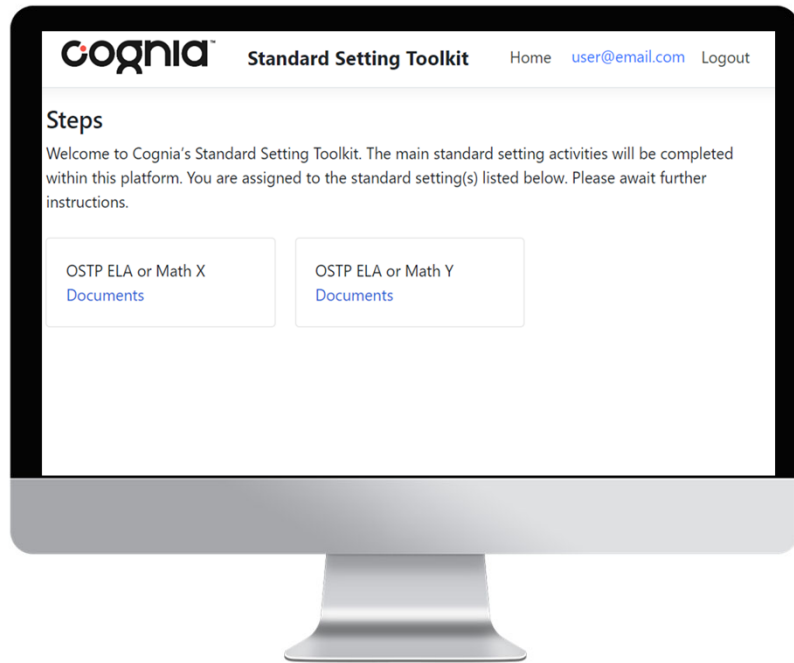 cognia™ Standard Setting Toolkit Home user@email.com Logout
Steps
Welcome to Cognia's Standard Setting Toolkit. The main standard setting activities will be completed
within this platform. You are assigned to the standard setting(s) listed below. Please await further
instructions.
OSTP ELA or Math X
Documents
OSTP ELA or Math Y
Documents